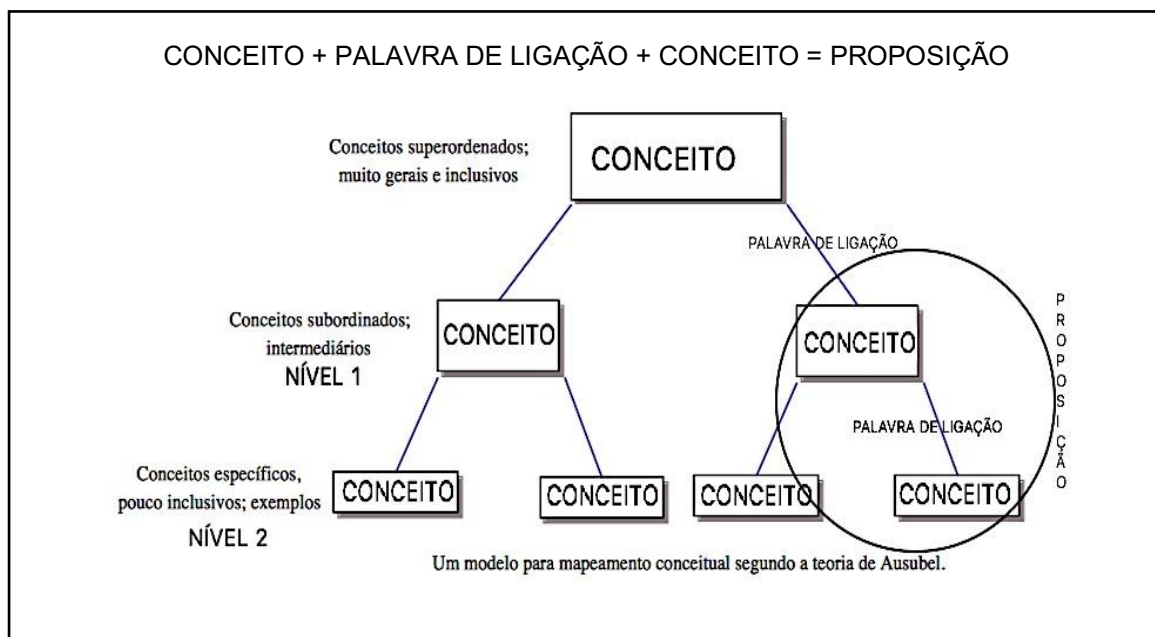 CONCEITO + PALAVRA DE LIGAÇÃO + CONCEITO = PROPOSIÇÃO
Conceitos superordenados;
muito gerais e inclusivos
CONCEITO
PALAVRA DE LIGAÇÃO
Conceitos subordinados;
intermediários
NÍVEL 1
CONCEITO
CONCEITO
PROPOSIÇÃO
PALAVRA DE LIGAÇÃO
Conceitos específicos,
pouco inclusivos; exemplos
NÍVEL 2
CONCEITO
CONCEITO
CONCEITO
CONCEITO
Um modelo para mapeamento conceitual segundo a teoria de Ausubel.